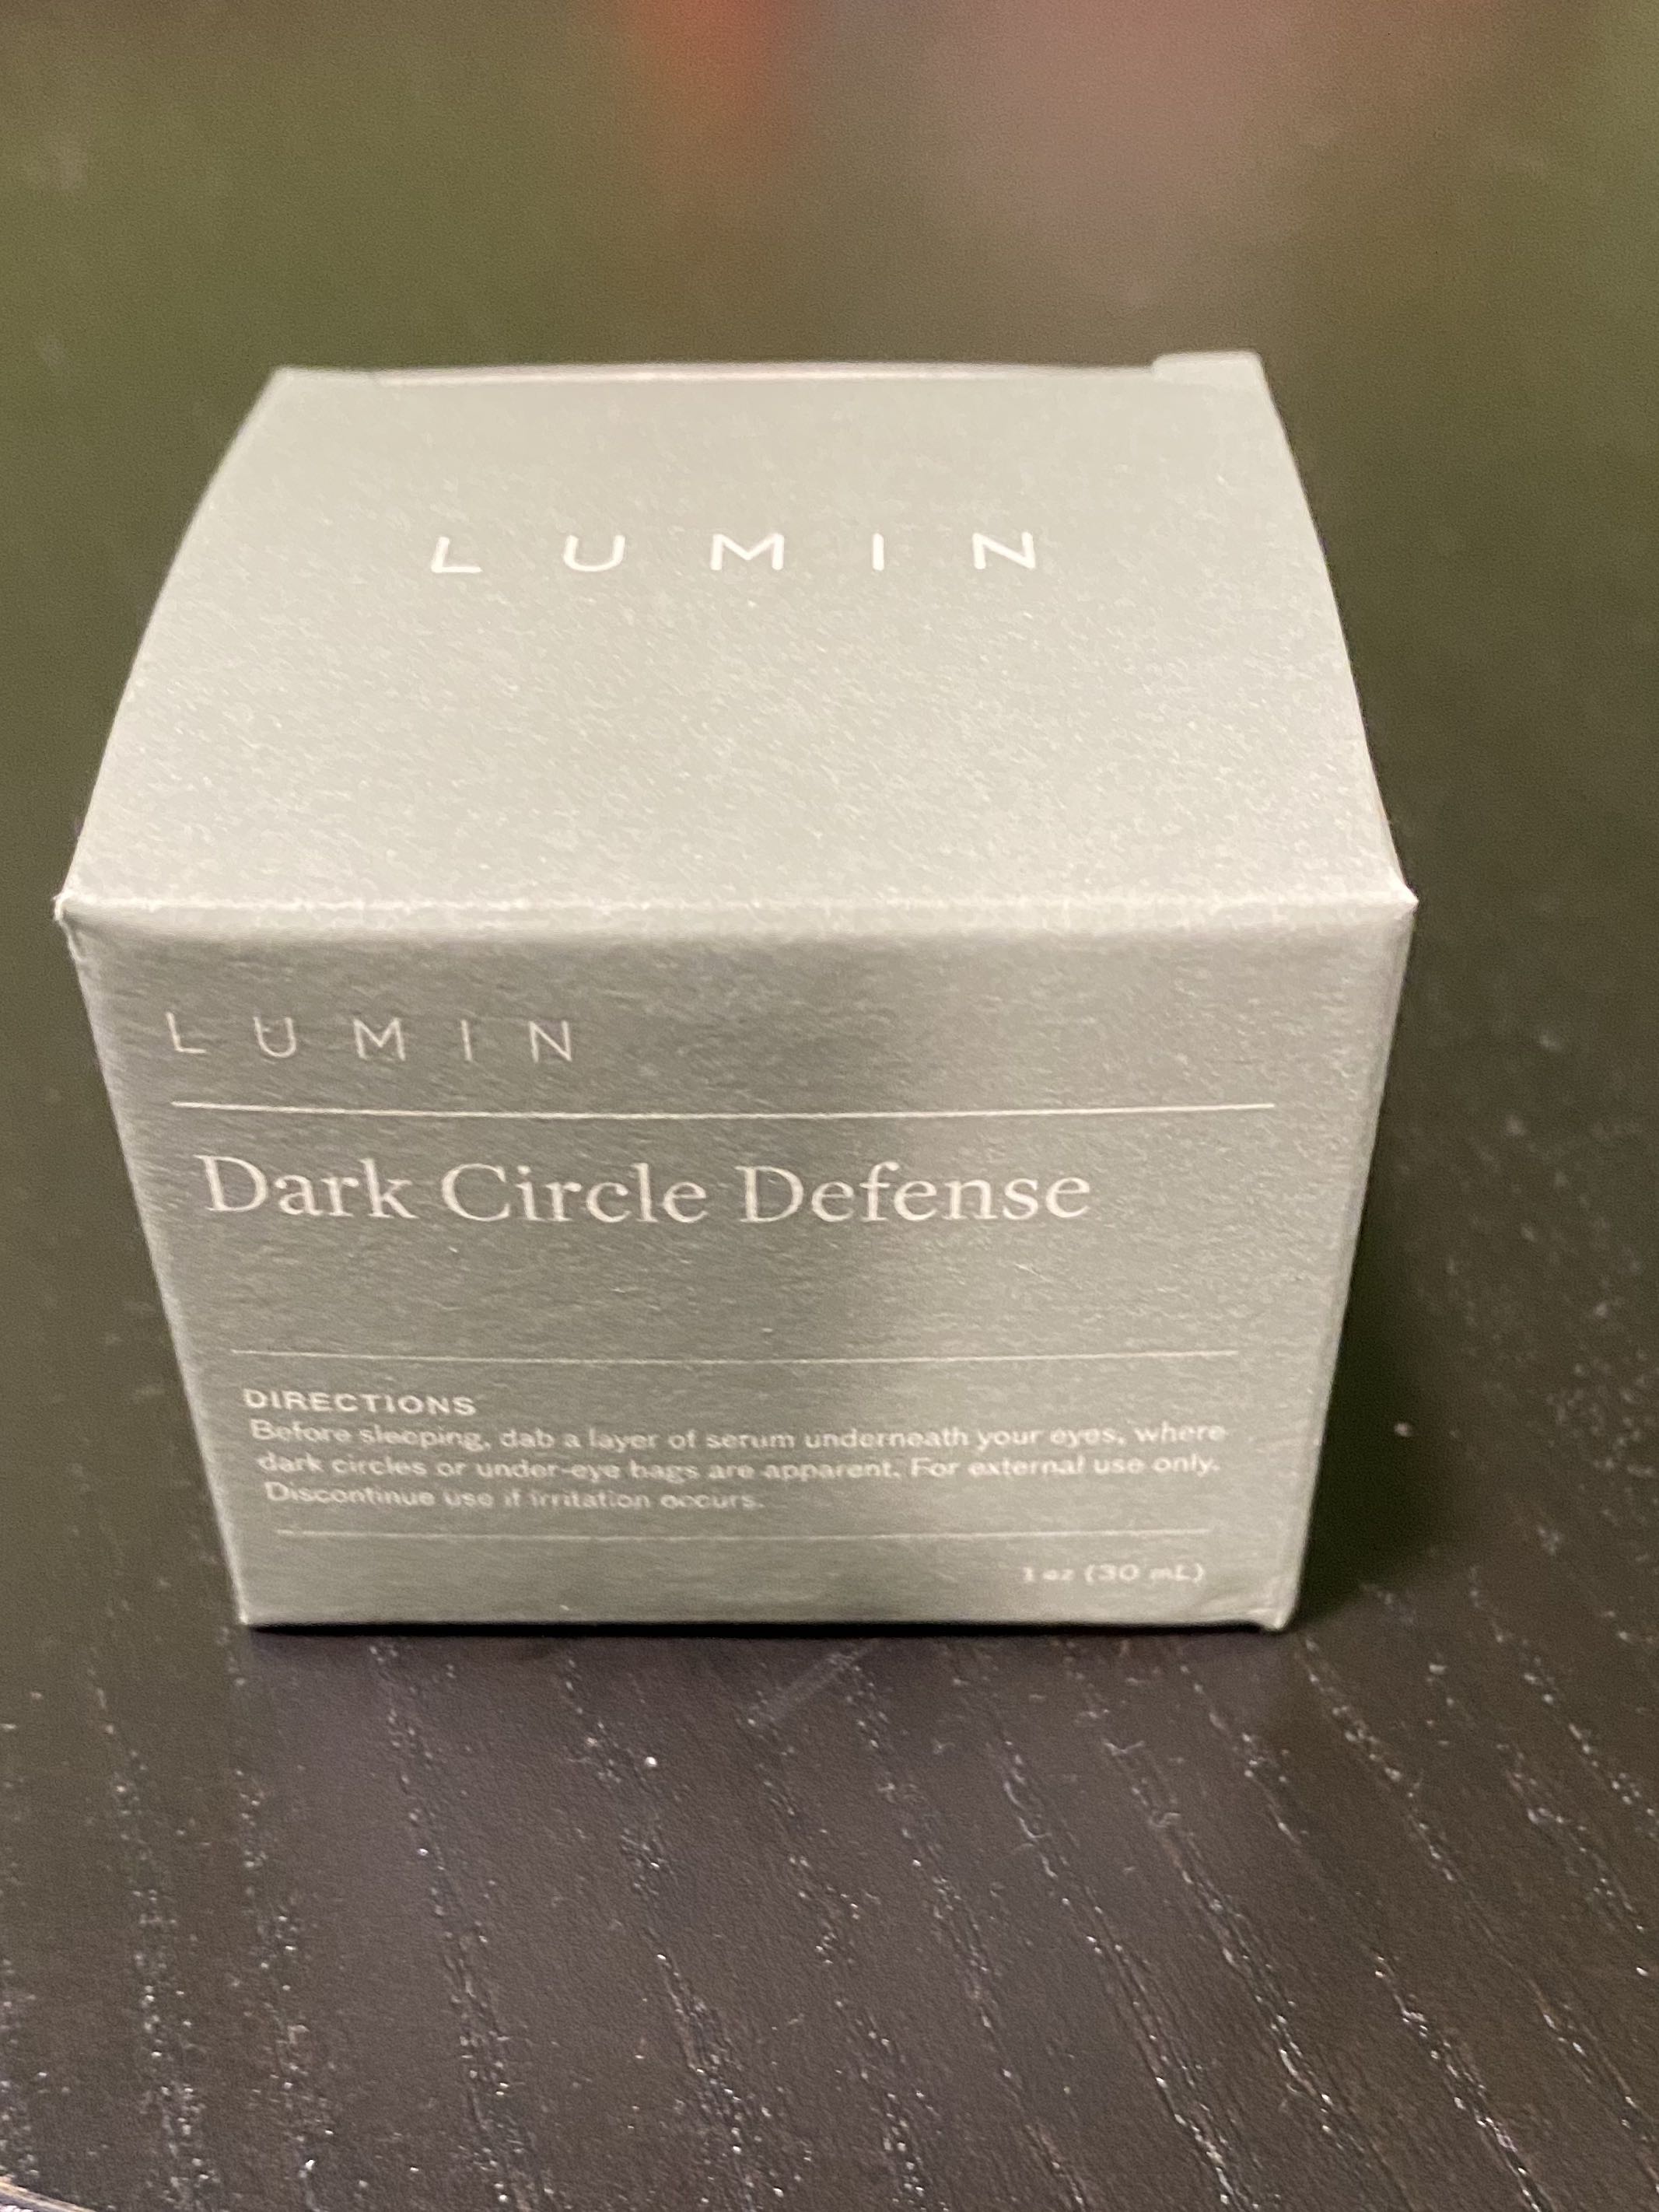 LUMIN
LUMIN
Dark Circle Defense
DIRECTIONS
Before sleeping, dab a layer of serum underneath your eyes, where
dark circles or under-eye bags are apparent. For external use only.
Discontinue use if irritation occurs.
1 oz (30 mL)